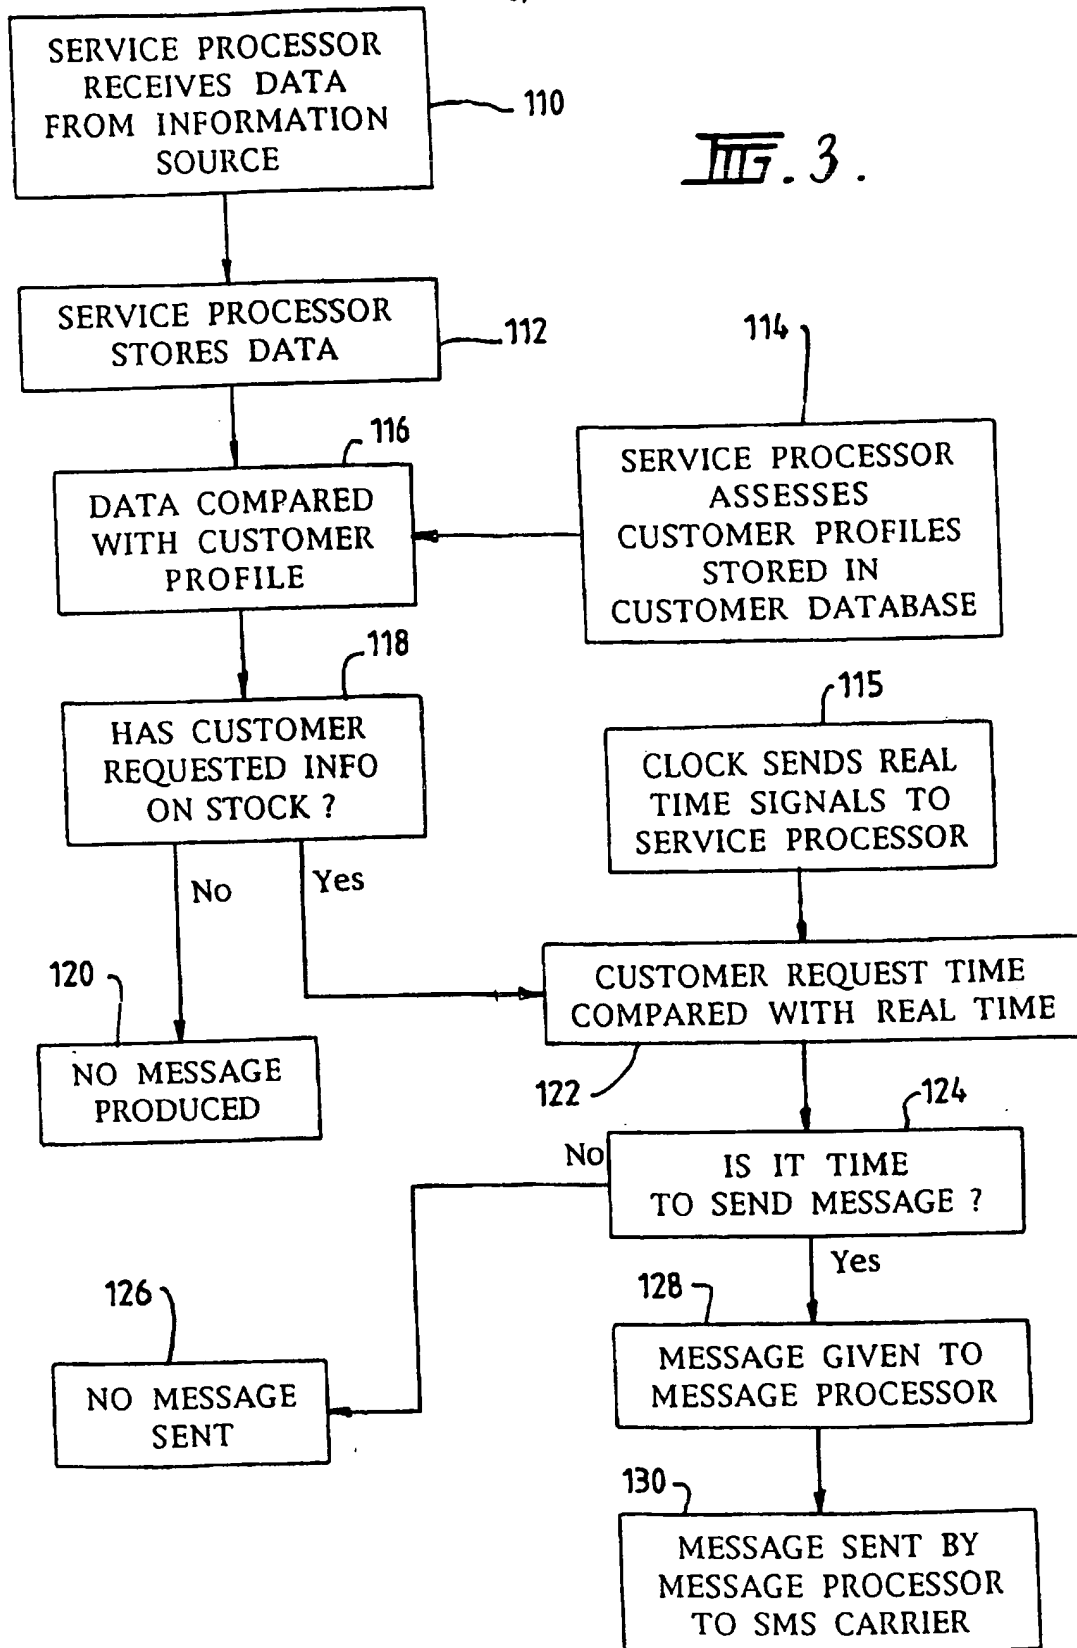 SERVICE PROCESSOR
RECEIVES DATA
FROM INFORMATION
SOURCE
110
FIG. 3.
SERVICE PROCESSOR
STORES DATA
112
114
116
DATA COMPARED
WITH CUSTOMER
PROFILE
SERVICE PROCESSOR
ASSESSES
CUSTOMER PROFILES
STORED IN
CUSTOMER DATABASE
118
HAS CUSTOMER
REQUESTED INFO
ON STOCK ?
115
CLOCK SENDS REAL
TIME SIGNALS TO
SERVICE PROCESSOR
No
Yes
120
NO MESSAGE
PRODUCED
CUSTOMER REQUEST TIME
COMPARED WITH REAL TIME
122
124
No
IS IT TIME
TO SEND MESSAGE ?
Yes
126
NO MESSAGE
SENT
128
MESSAGE GIVEN TO
MESSAGE PROCESSOR
130
MESSAGE SENT BY
MESSAGE PROCESSOR
TO SMS CARRIER